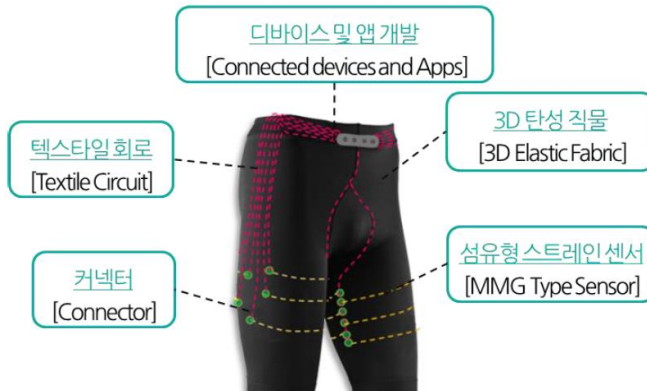 디바이스 및 앱 개발
[Connected devices and Apps]
3D 탄성 직물
[3D Elastic Fabric]
텍스타일 회로
[Textile Circuit]
섬유형 스트레인 센서
[MMG Type Sensor]
커넥터
[Connector]